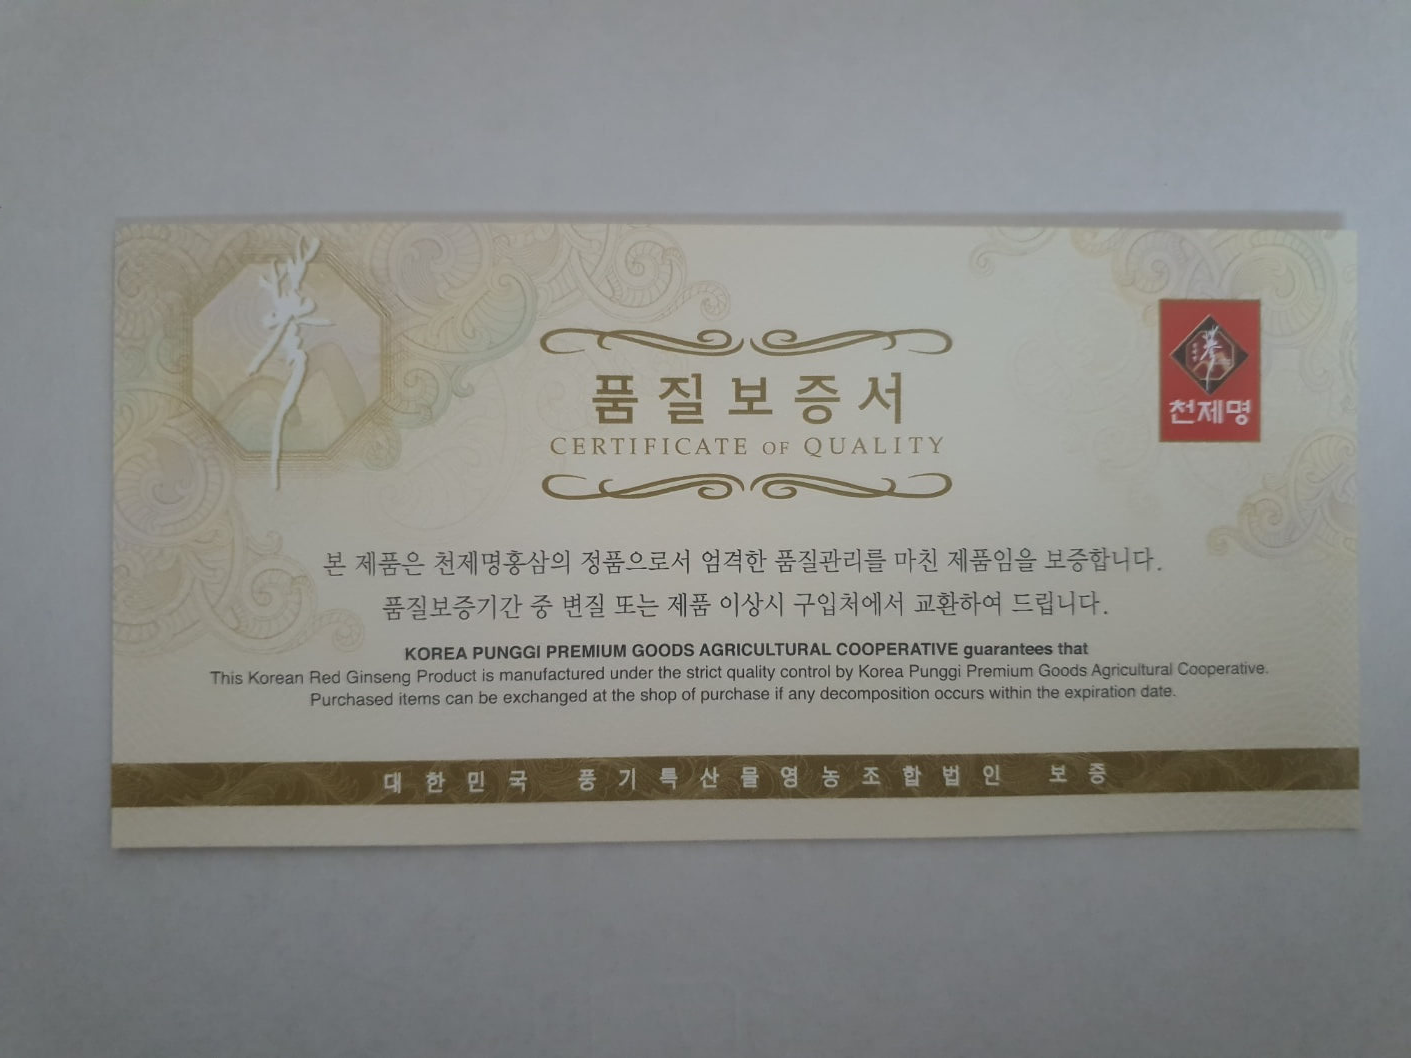 품질보증서
CERTIFICATE OF QUALITY
천제명
본 제품은 천제명홍삼의 정품으로서 엄격한 품질관리를 마친 제품임을 보증합니다.
품질보증기간 중 변질 또는 제품 이상시 구입처에서 교환하여 드립니다.
KOREA PUNGGI PREMIUM GOODS AGRICULTURAL COOPERATIVE guarantees that
This Korean Red Ginseng Product is manufactured under the strict quality control by Korea Punggi Premium Goods Agricultural Cooperative.
Purchased items can be exchanged at the shop of purchase if any decomposition occurs within the expiration date.
대한민국 풍기특산물영농조합법인 보증